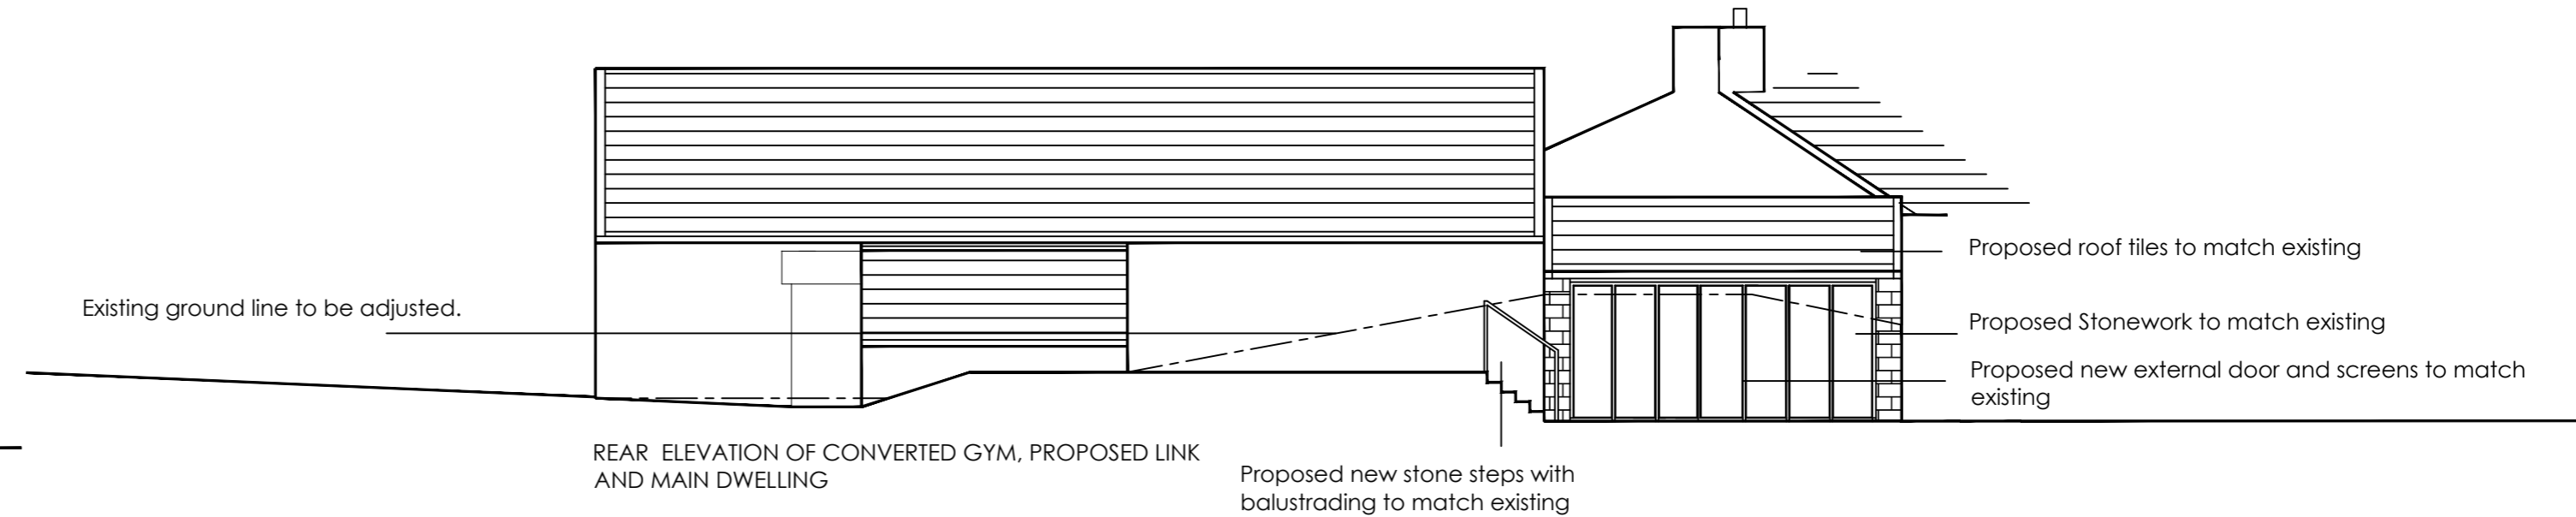 Proposed roof tiles to match existing
Existing ground line to be adjusted.
Proposed Stonework to match existing
Proposed new external door and screens to match
existing
REAR ELEVATION OF CONVERTED GYM, PROPOSED LINK
AND MAIN DWELLING
Proposed new stone steps with
balustrading to match existing